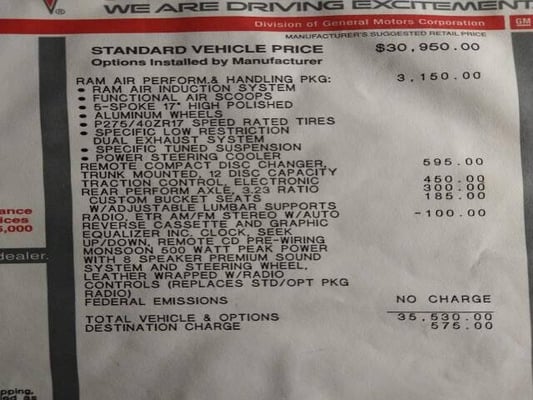 WE ARE DRIVING EXCITEMENT
Division of General Motors Corporation GM
MANUFACTURER'S SUGGESTED RETAIL PRICE
STANDARD VEHICLE PRICE $30,950.00
Options Installed by Manufacturer
RAM AIR PERFORM.& HANDLING PKG: 3,150.00
• RAM AIR INDUCTION SYSTEM
• FUNCTIONAL AIR SCOOPS
• 5-SPOKE 17" HIGH POLISHED
• ALUMINUM WHEELS
• P275/40ZR17 SPEED RATED TIRES
• SPECIFIC LOW RESTRICTION
DUAL EXHAUST SYSTEM
• SPECIFIC TUNED SUSPENSION
• POWER STEERING COOLER
REMOTE COMPACT DISC CHANGER, 595.00
TRUNK MOUNTED, 12 DISC CAPACITY
TRACTION CONTROL, ELECTRONIC 450.00
REAR PERFORM AXLE, 3.23 RATIO 300.00
CUSTOM BUCKET SEATS 185.00
W/ADJUSTABLE LUMBAR SUPPORTS
RADIO, ETR AM/FM STEREO W/AUTO -100.00
REVERSE CASSETTE AND GRAPHIC
EQUALIZER INC. CLOCK, SEEK
UP/DOWN, REMOTE CD PRE-WIRING
MONSOON 500 WATT PEAK POWER
WITH 8 SPEAKER PREMIUM SOUND
SYSTEM AND STEERING WHEEL,
LEATHER WRAPPED W/RADIO
CONTROLS (REPLACES STD/OPT PKG
RADIO)
FEDERAL EMISSIONS NO CHARGE
TOTAL VEHICLE & OPTIONS 35,530.00
DESTINATION CHARGE 575.00
dealer.